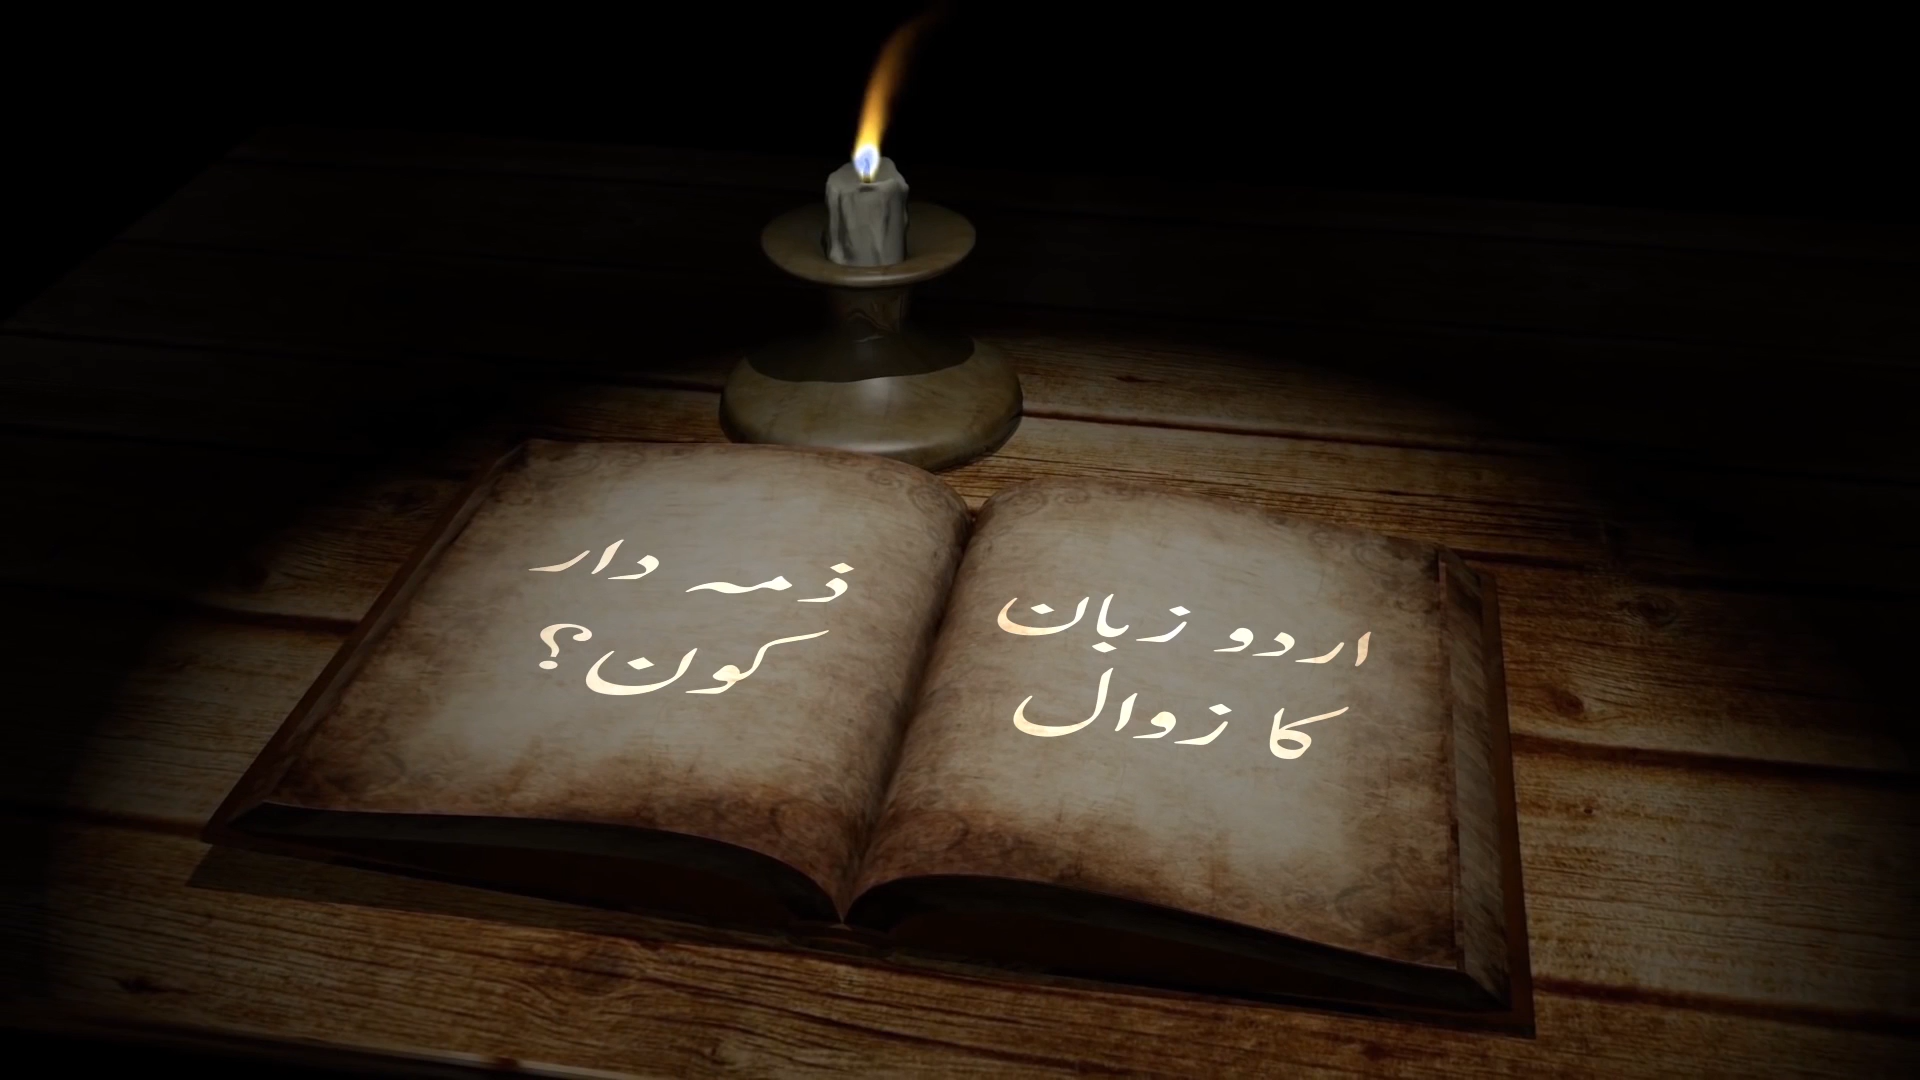 اردو زبان
کا زوال
ذمہ دار
کون؟